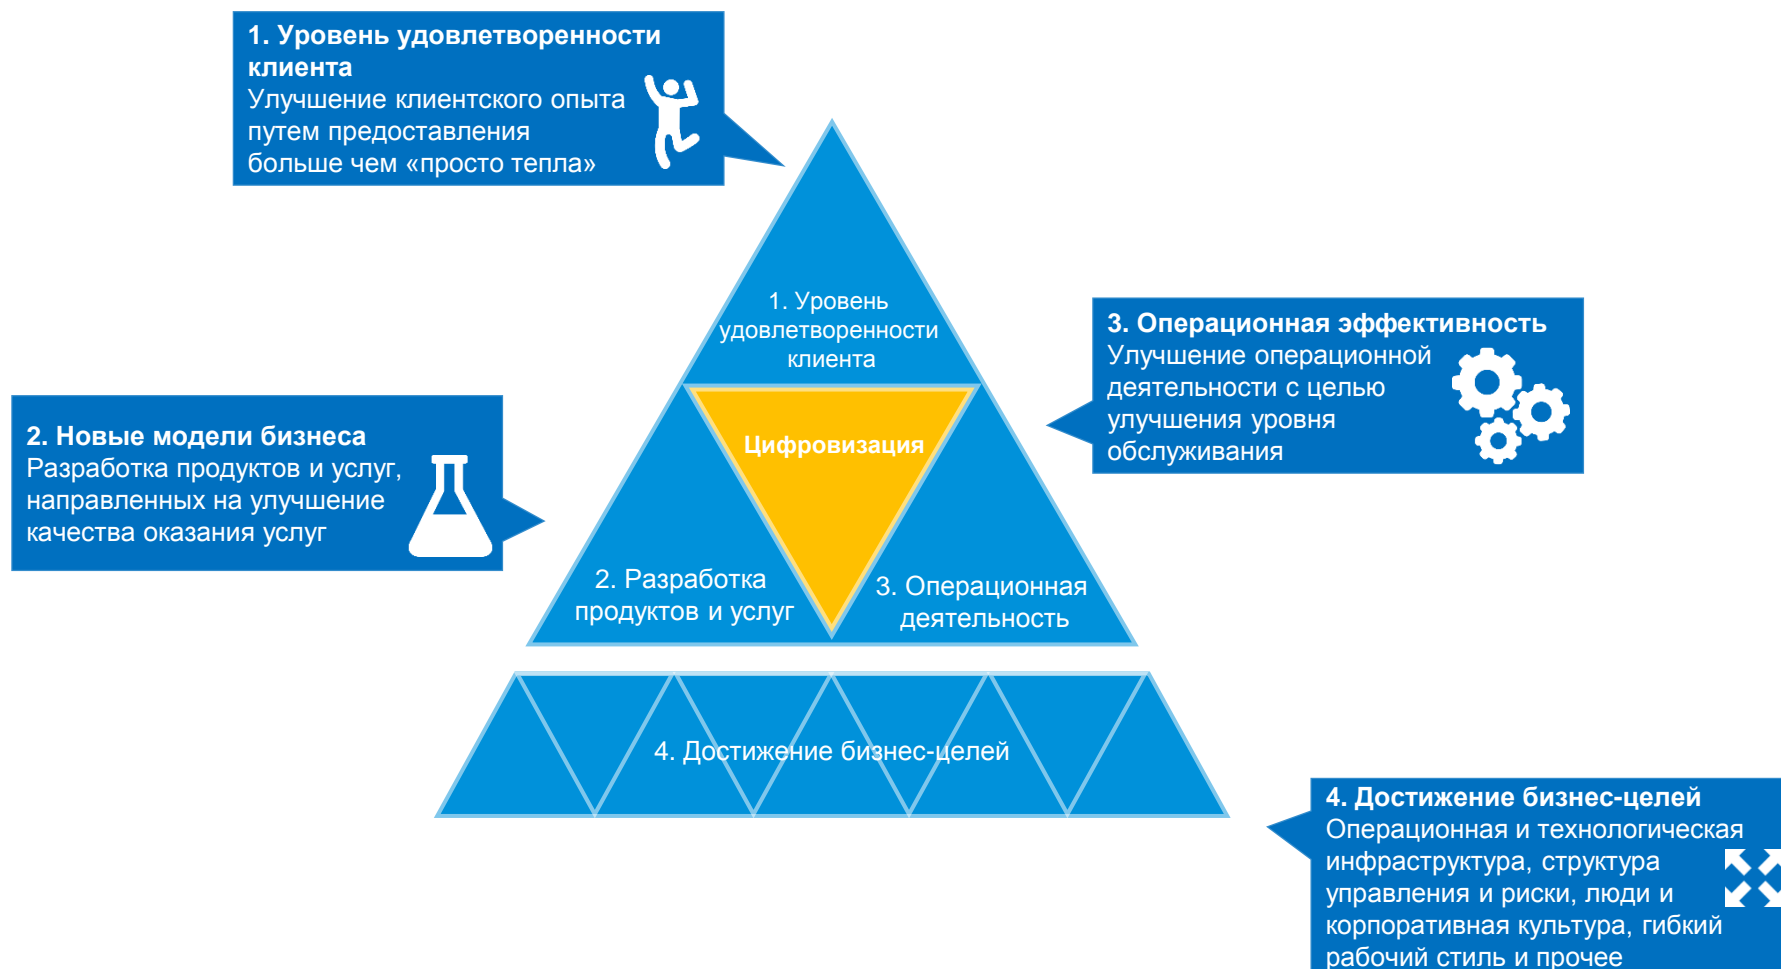 1. Уровень удовлетворенности
клиента
Улучшение клиентского опыта
путем предоставления
больше чем «просто тепла»
1. Уровень
удовлетворенности
клиента
3. Операционная эффективность
Улучшение операционной
деятельности с целью
улучшения уровня
обслуживания
2. Новые модели бизнеса
Разработка продуктов и услуг,
направленных на улучшение
качества оказания услуг
Цифровизация
2. Разработка
продуктов и услуг
3. Операционная
деятельность
4. Достижение бизнес-целей
4. Достижение бизнес-целей
Операционная и технологическая
инфраструктура, структура
управления и риски, люди и
корпоративная культура, гибкий
рабочий стиль и прочее